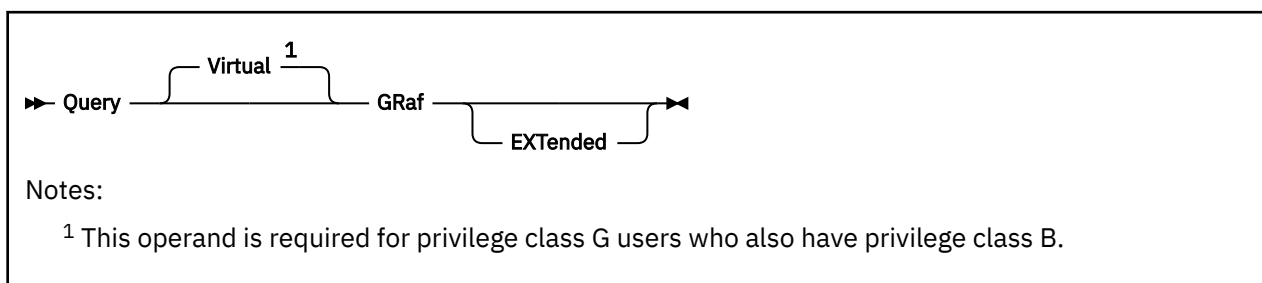 Virtual 1
Query GRaf
EXTended
Notes:
1 This operand is required for privilege class G users who also have privilege class B.